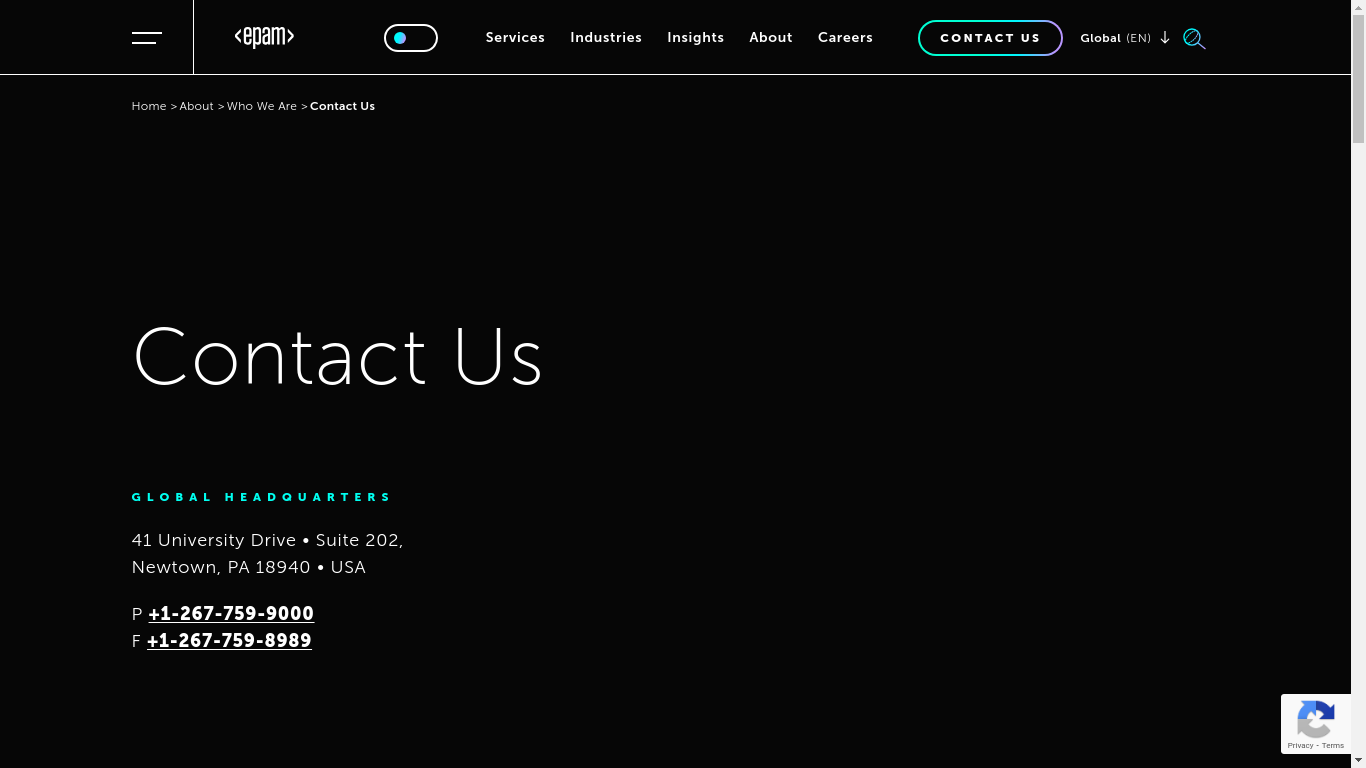 <epam>
Services Industries Insights About Careers
CONTACT US
Global (EN)
Home > About > Who We Are > Contact Us
Contact Us
GLOBAL HEADQUARTERS
41 University Drive • Suite 202,
Newtown, PA 18940 • USA
P +1-267-759-9000
F +1-267-759-8989
Privacy - Terms